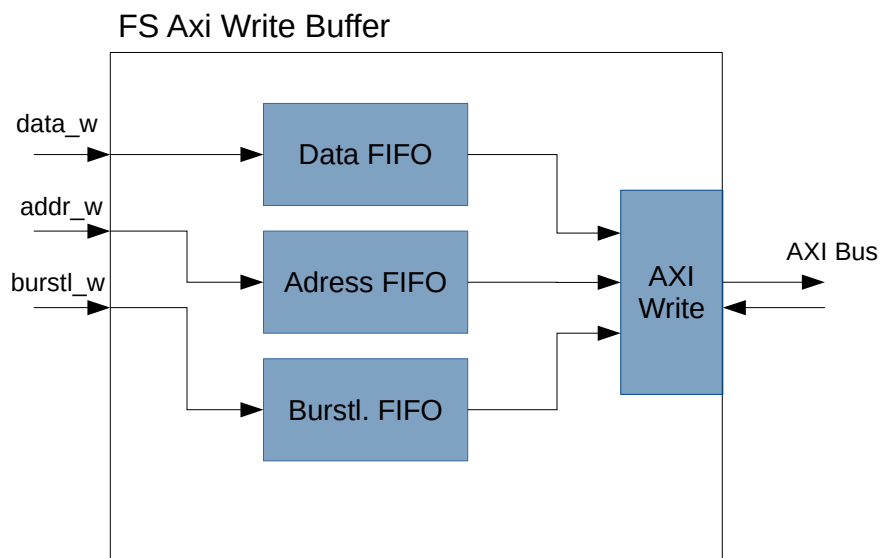 FS Axi Write Buffer
data_w
Data FIFO
addr_w
Adress FIFO
AXI Bus
burstl_w
AXI
Write
Burstl. FIFO